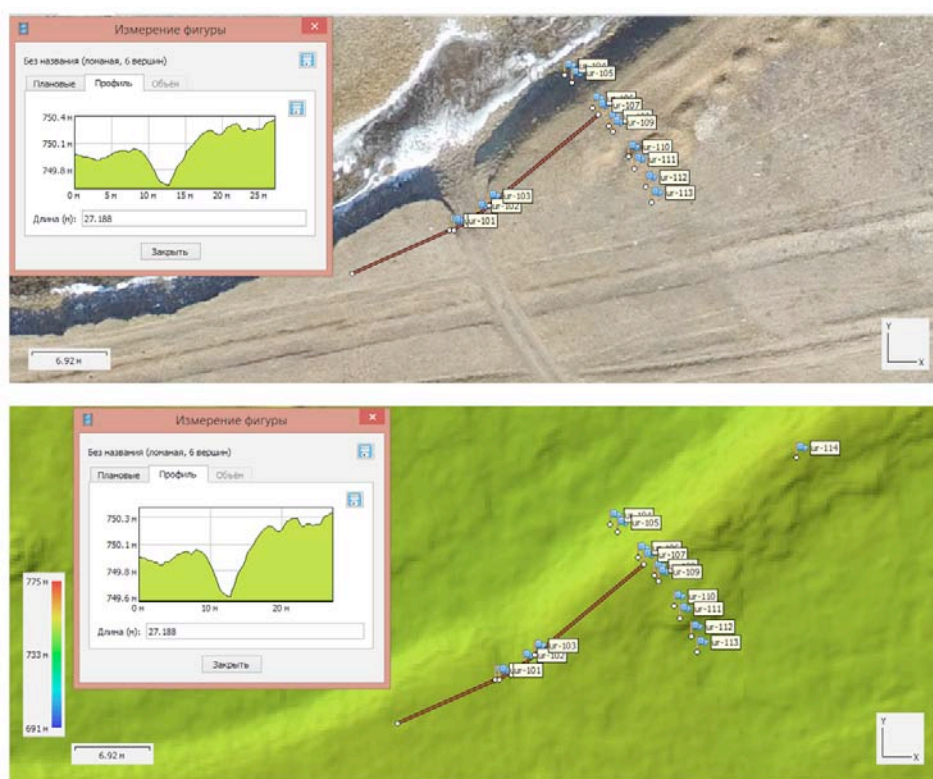 Измерение фигуры
Без названия (ломаная, 6 вершин)
Плановые Профиль Объём
750.4 м
750.1 м
749.8 м
0 м 5 м 10 м 15 м 20 м 25 м
Длина (м): 27.188
Закрыть
ur-105
ur-107
ur-109
ur-110
ur-111
ur-112
ur-113
ur-103
ur-102
ur-101
6.92 м
Y
X
Измерение фигуры
Без названия (ломаная, 6 вершин)
Плановые Профиль Объём
750.3 м
750.1 м
749.8 м
749.6 м
0 м 10 м 20 м
Длина (м): 27.188
Закрыть
ur-114
ur-105
ur-107
ur-109
ur-110
ur-111
ur-112
ur-113
ur-103
ur-102
ur-101
775 м
733 м
691 м
6.92 м
Y
X